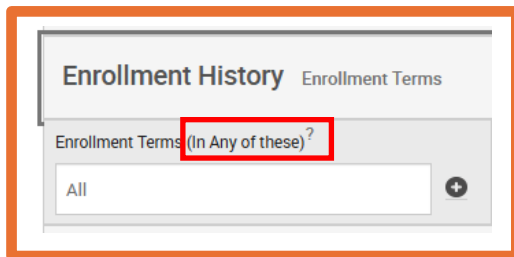 Enrollment History Enrollment Terms
Enrollment Terms (In Any of these)?
All